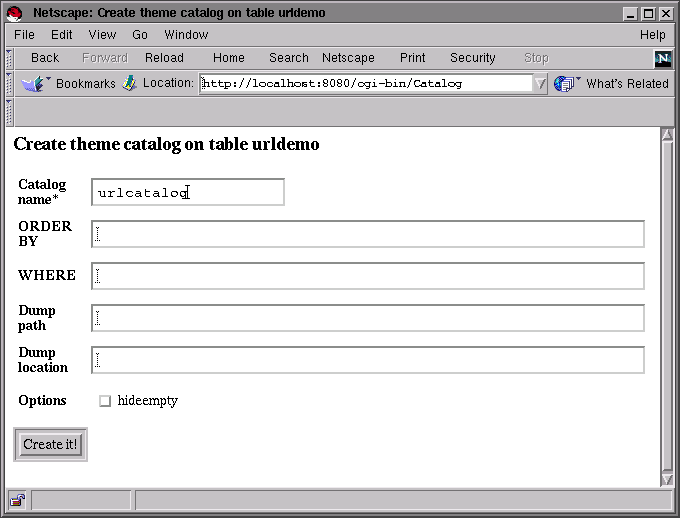 Netscape: Create theme catalog on table urldemo
File Edit View Go Window Help
Back Forward Reload Home Search Netscape Print Security Stop
N
Bookmarks Location: http://localhost:8080/cgi-bin/Catalog What's Related
Create theme catalog on table urldemo
Catalog
name*
urlcatalog
ORDER
BY
WHERE
Dump
path
Dump
location
Options hideempty
Create it!